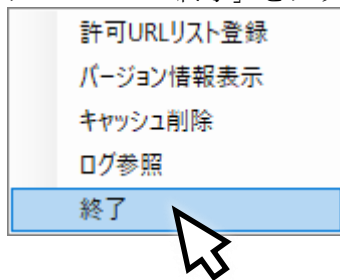 許可URLリスト登録
バージョン情報表示
キャッシュ削除
ログ参照
終了